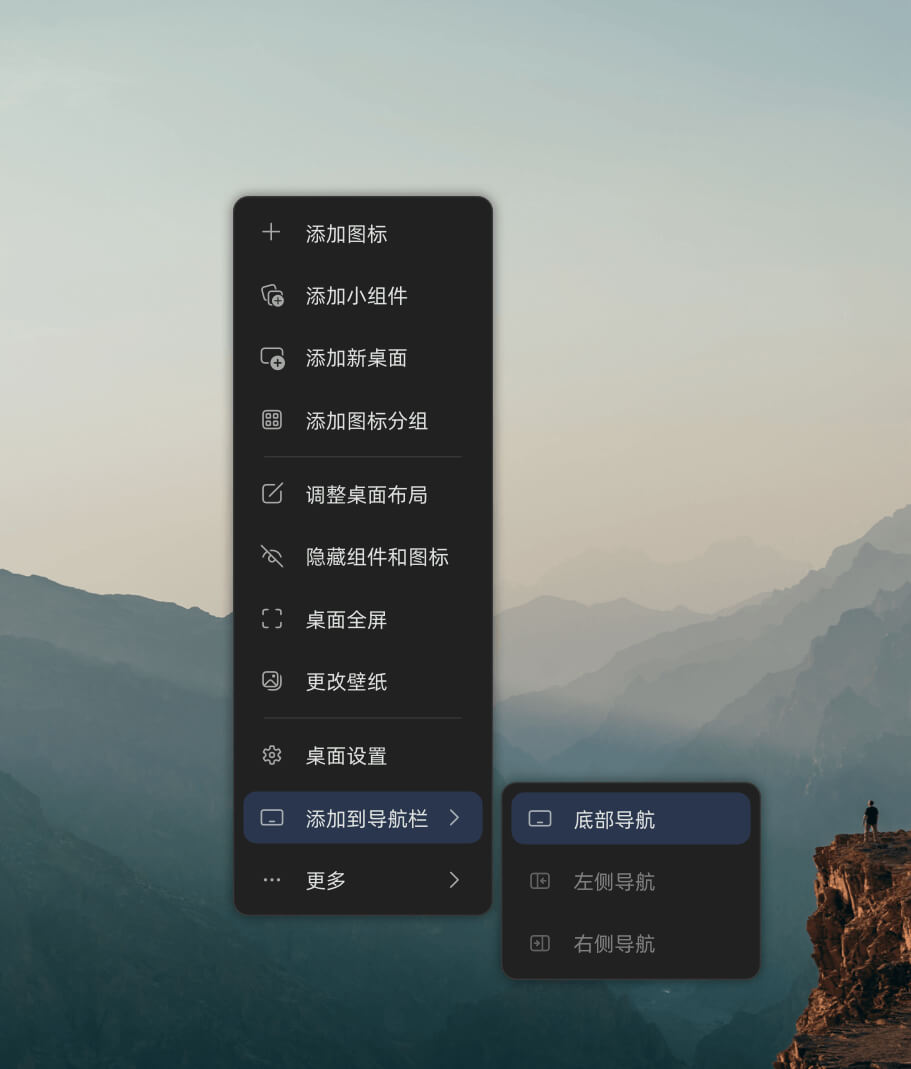 添加图标
添加小组件
添加新桌面
添加图标分组
调整桌面布局
隐藏组件和图标
桌面全屏
更改壁纸
桌面设置
添加到导航栏
底部导航
更多
左侧导航
右侧导航